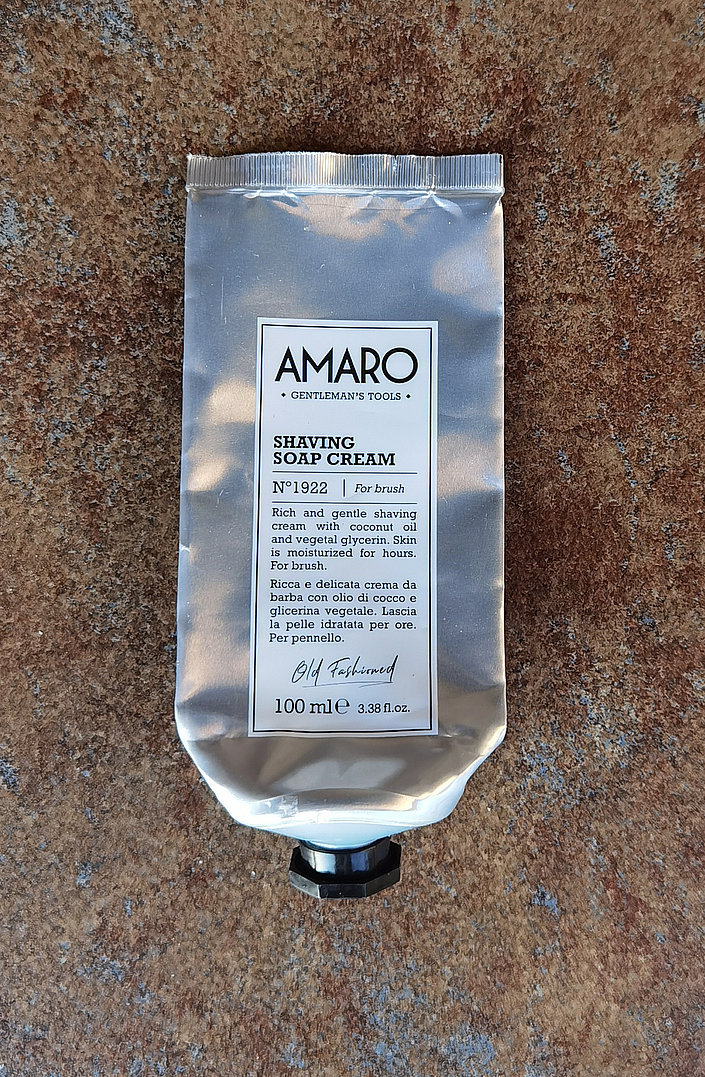 AMARO
• GENTLEMAN'S TOOLS •
SHAVING
SOAP CREAM
N°1922 | For brush
Rich and gentle shaving
cream with coconut oil
and vegetal glycerin. Skin
is moisturized for hours.
For brush.
Ricca e delicata crema da
barba con olio di cocco e
glicerina vegetale. Lascia
la pelle idratata per ore.
Per pennello.
Old Fashioned
100 ml ℮ 3.38 fl.oz.